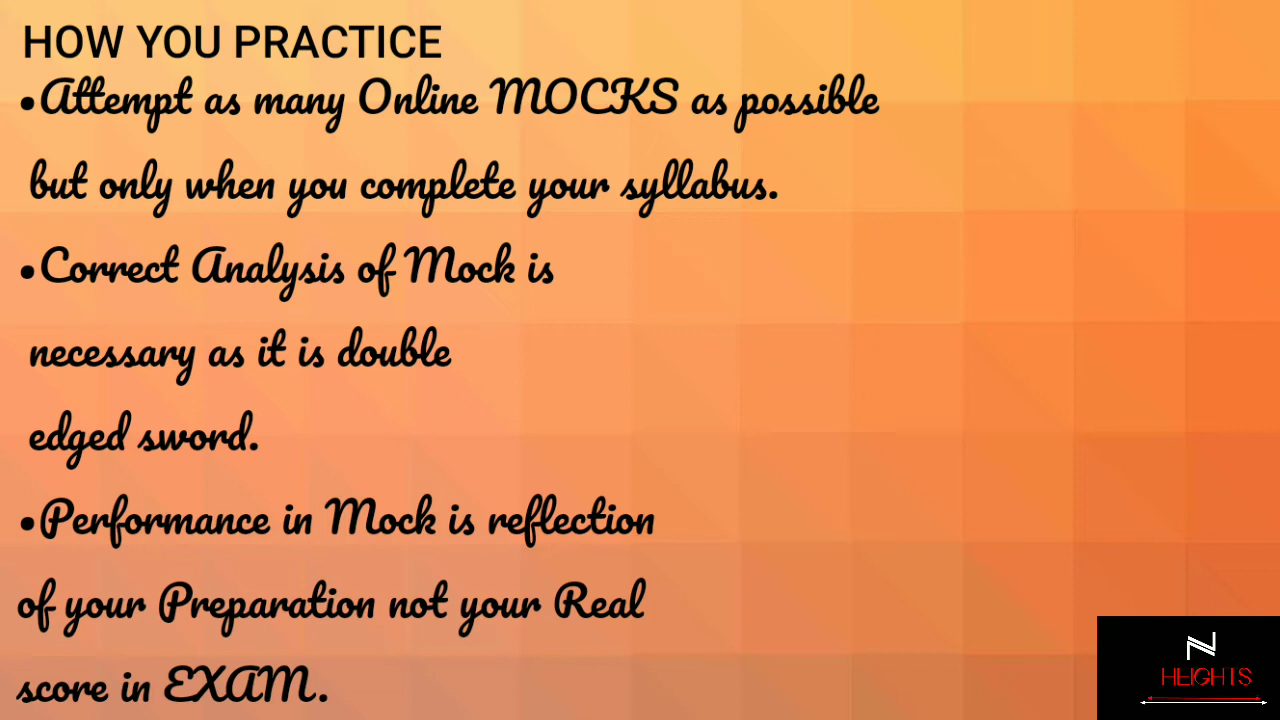 HOW YOU PRACTICE
•Attempt as many Online MOCKS as possible
but only when you complete your syllabus.
•Correct Analysis of Mock is
necessary as it is double
edged sword.
•Performance in Mock is reflection
of your Preparation not your Real
score in EXAM.
N
HEIGHTS